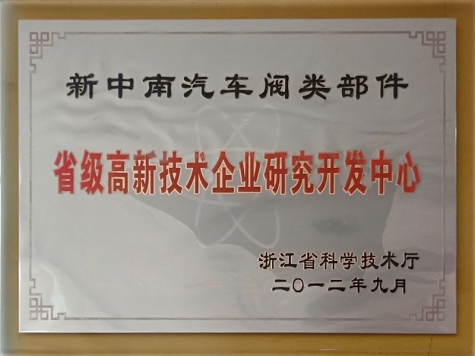 新中南汽车阀类部件
省级高新技术企业研究开发中心
浙江省科学技术厅
二〇一二年九月